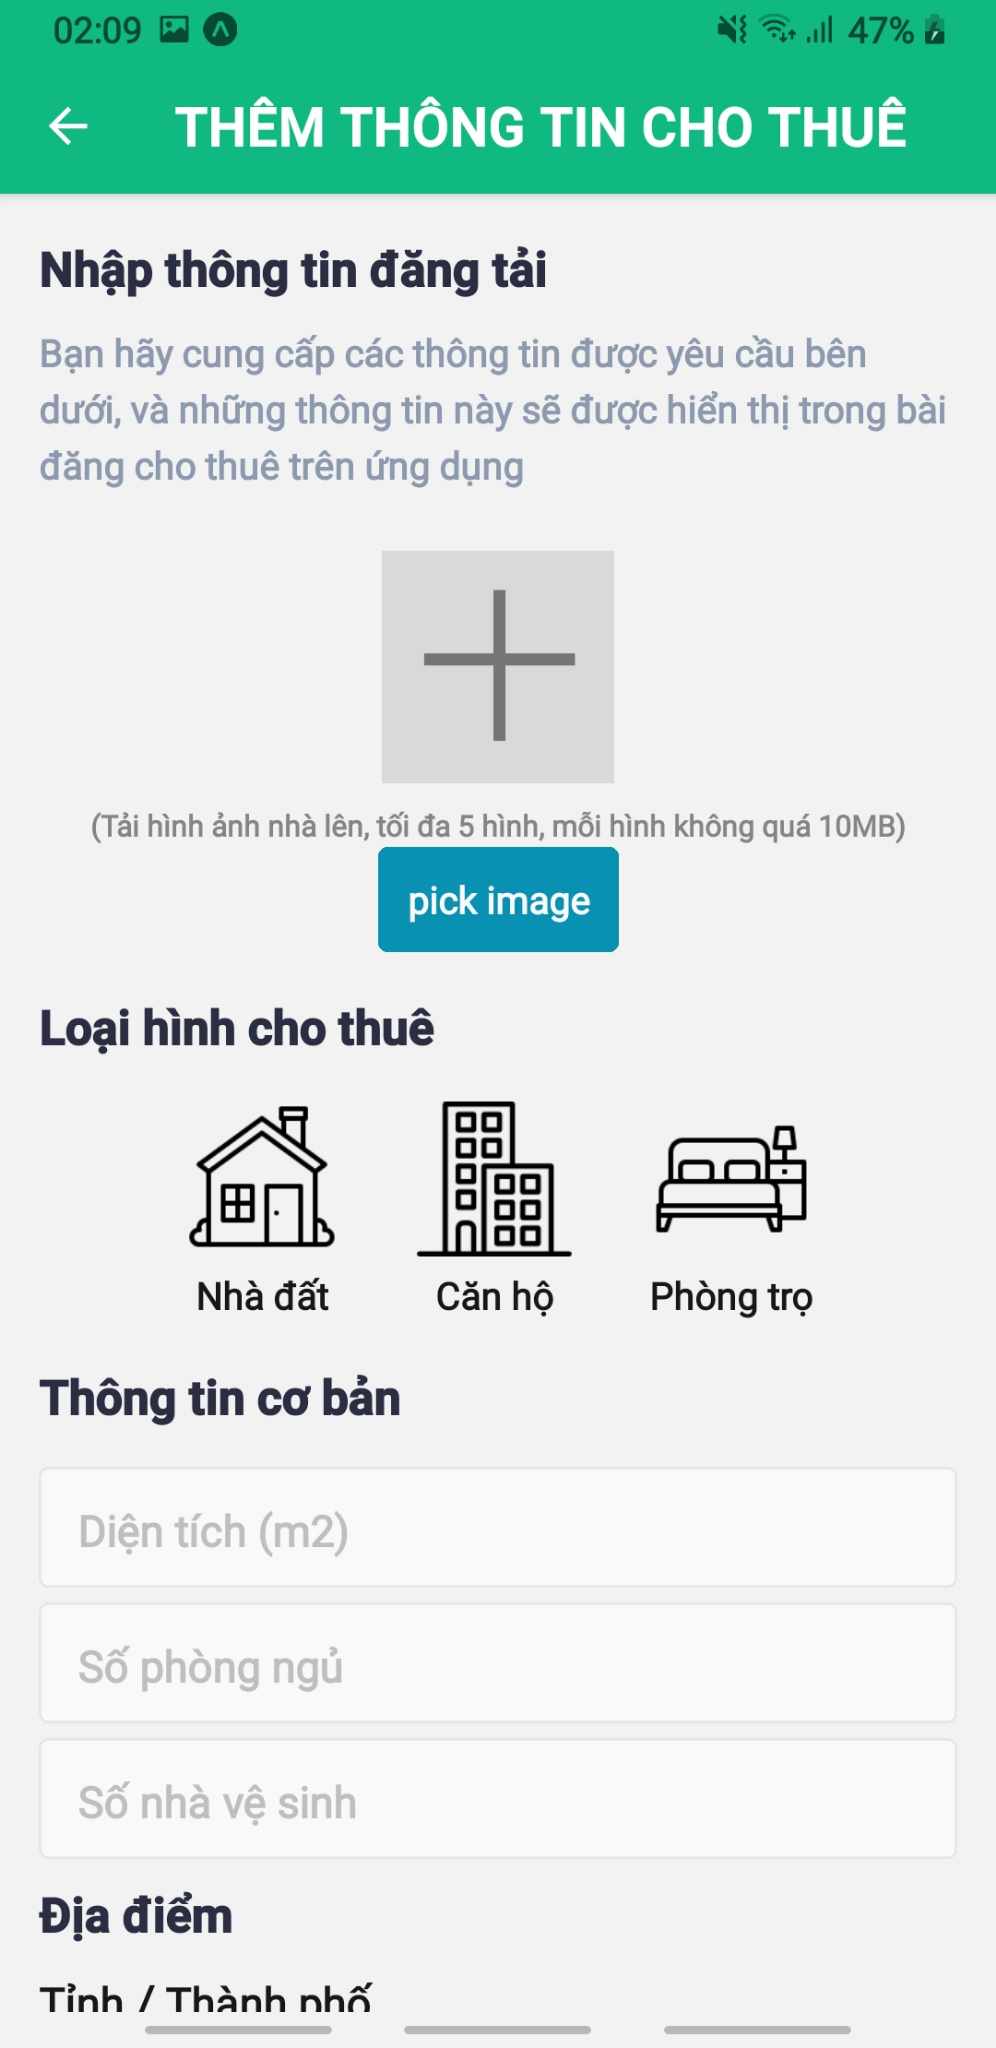 02:09
47%
THÊM THÔNG TIN CHO THUÊ
Nhập thông tin đăng tải
Bạn hãy cung cấp các thông tin được yêu cầu bên
dưới, và những thông tin này sẽ được hiển thị trong bài
đăng cho thuê trên ứng dụng
(Tải hình ảnh nhà lên, tối đa 5 hình, mỗi hình không quá 10MB)
pick image
Loại hình cho thuê
Nhà đất
Căn hộ
Phòng trọ
Thông tin cơ bản
Diện tích (m2)
Số phòng ngủ
Số nhà vệ sinh
Địa điểm
Tỉnh / Thành phố